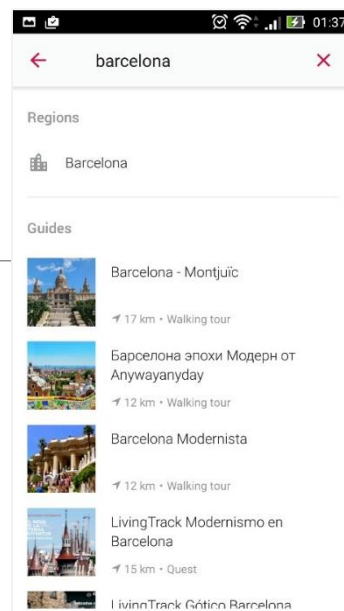 01:37
barcelona
Regions
Barcelona
Guides
Barcelona - Montjuïc
17 km • Walking tour
Барселона эпохи Модерн от
Anywayanyday
12 km • Walking tour
Barcelona Modernista
12 km • Walking tour
LivingTrack Modernismo en
Barcelona
15 km • Quest
LivingTrack Gótico Barcelona